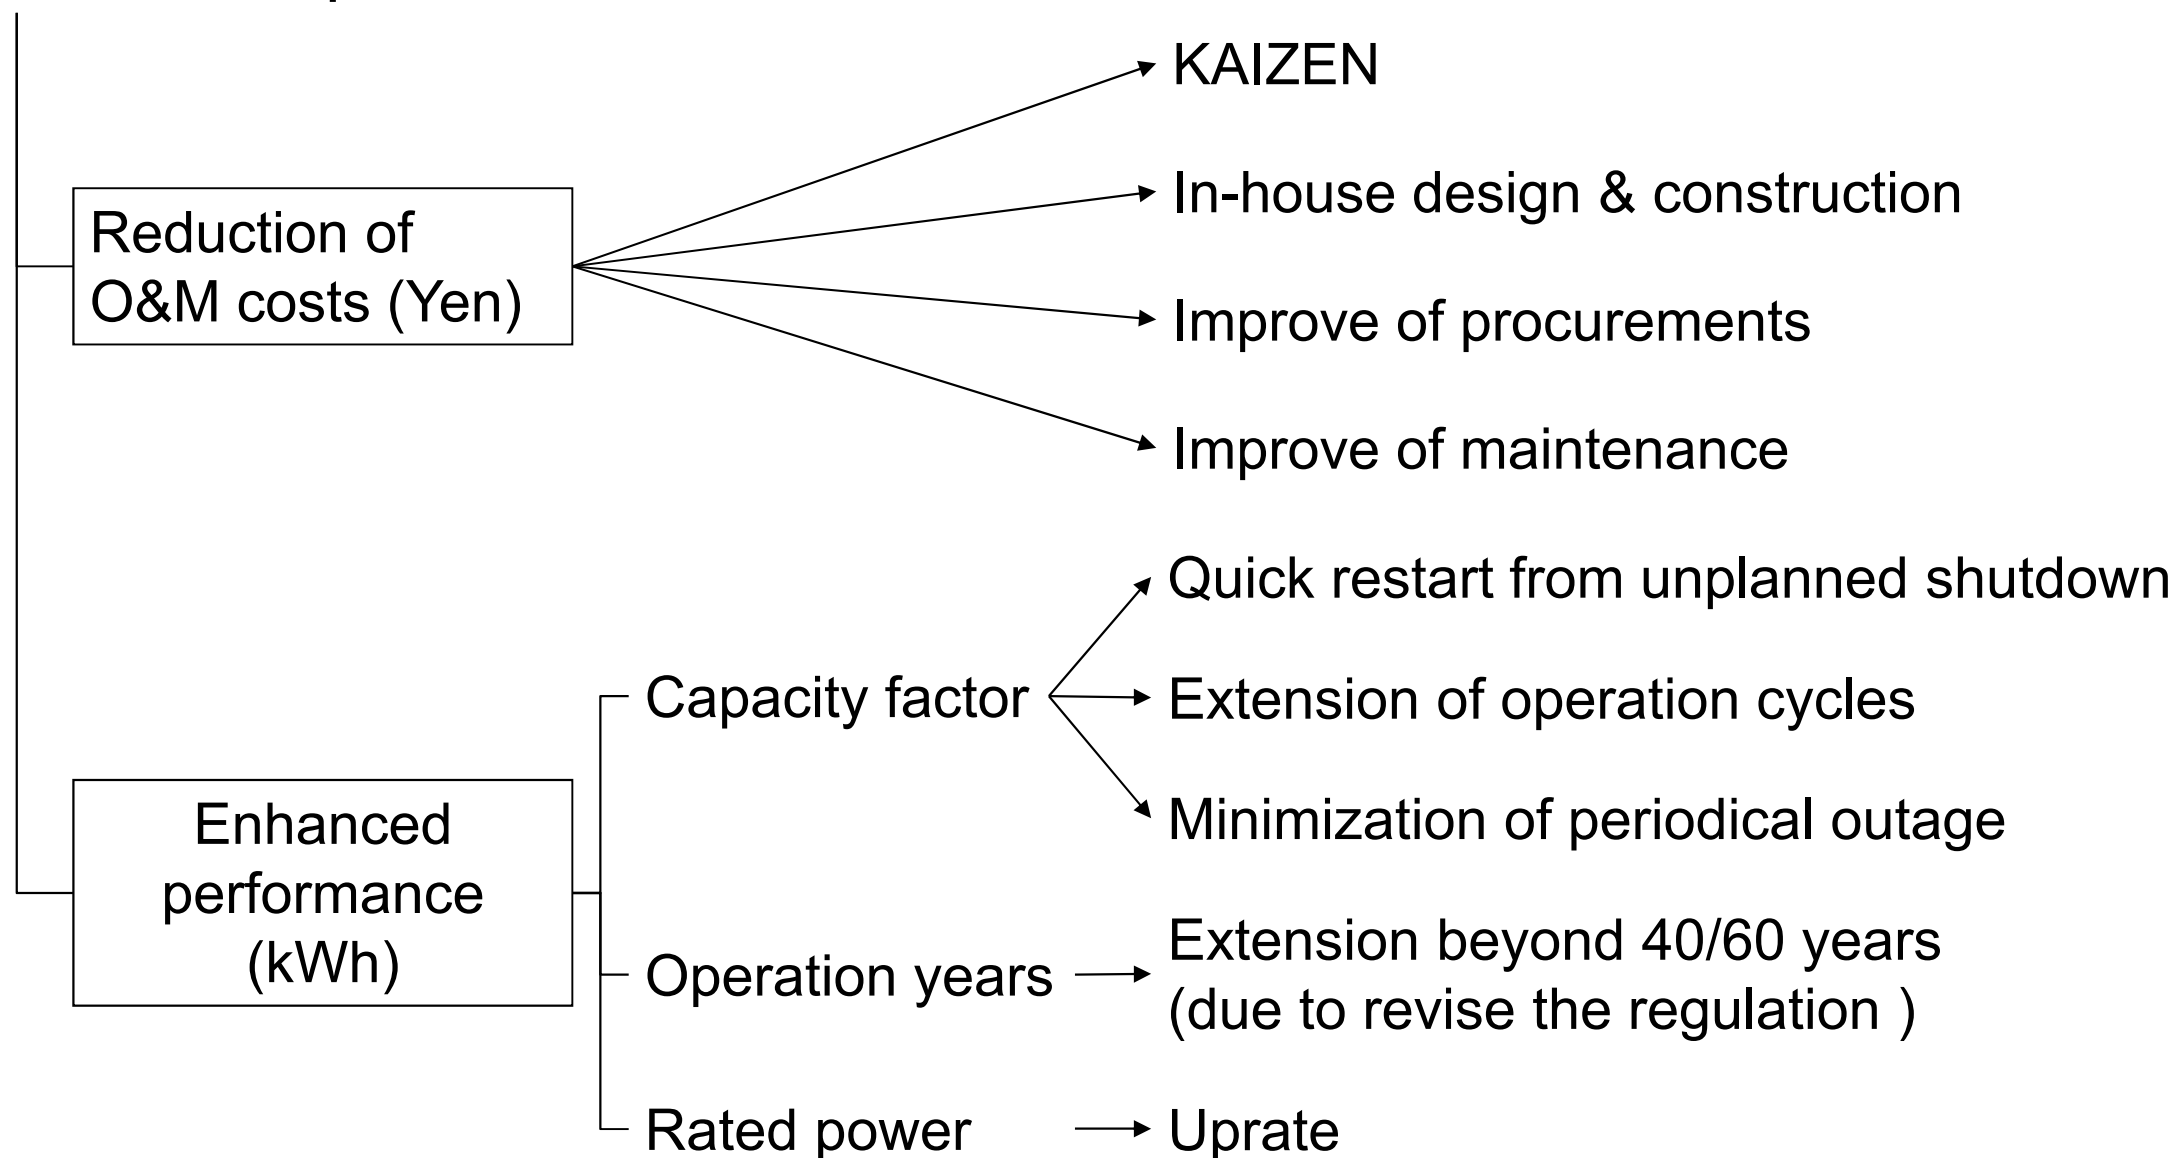 KAIZEN
Reduction of
O&M costs (Yen)
In-house design & construction
Improve of procurements
Improve of maintenance
Enhanced
performance
(kWh)
Capacity factor
Quick restart from unplanned shutdown
Extension of operation cycles
Minimization of periodical outage
Operation years
Extension beyond 40/60 years
(due to revise the regulation )
Rated power
Uprate